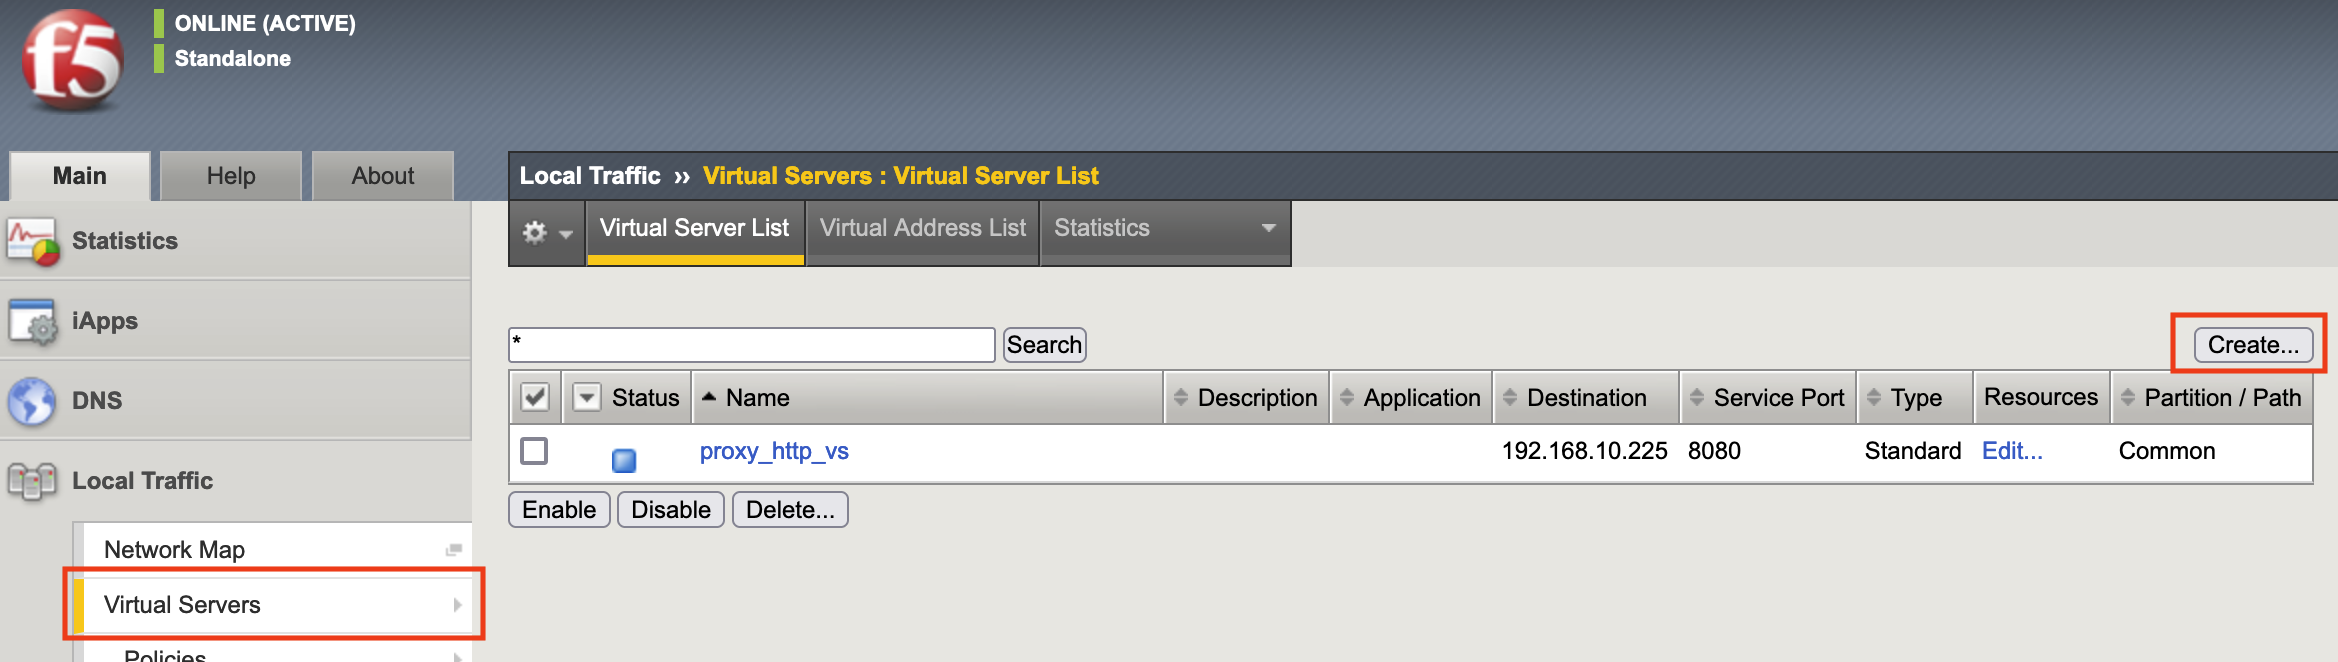 f5
ONLINE (ACTIVE)
Standalone
Main Help About
Local Traffic ›› Virtual Servers : Virtual Server List
Virtual Server List Virtual Address List Statistics
Statistics
iApps
DNS
Local Traffic
Network Map
Virtual Servers
Policies
* Search Create...
Status Name Description Application Destination Service Port Type Resources Partition / Path
proxy_http_vs 192.168.10.225 8080 Standard Edit... Common
Enable Disable Delete...